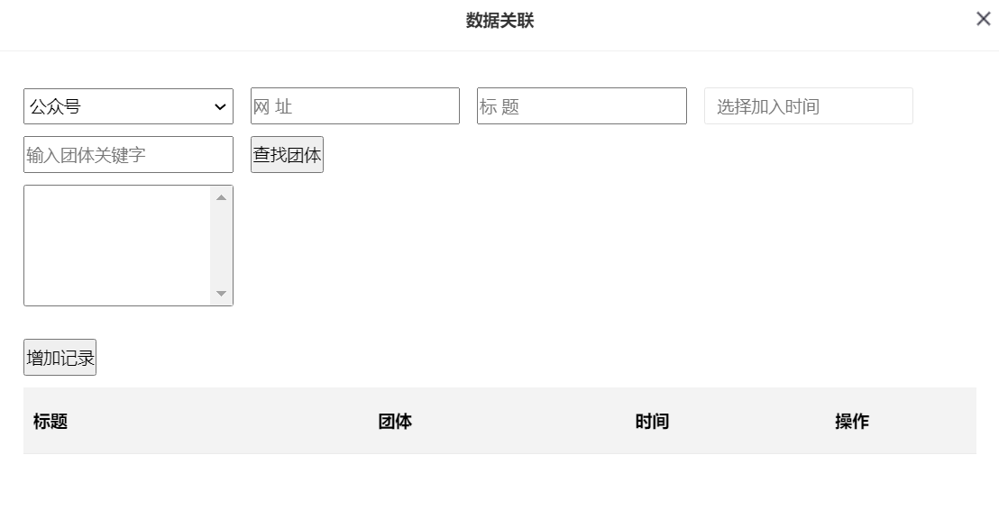 数据关联
公众号 网 址 标 题 选择加入时间
输入团体关键字 查找团体
增加记录
标题 团体 时间 操作